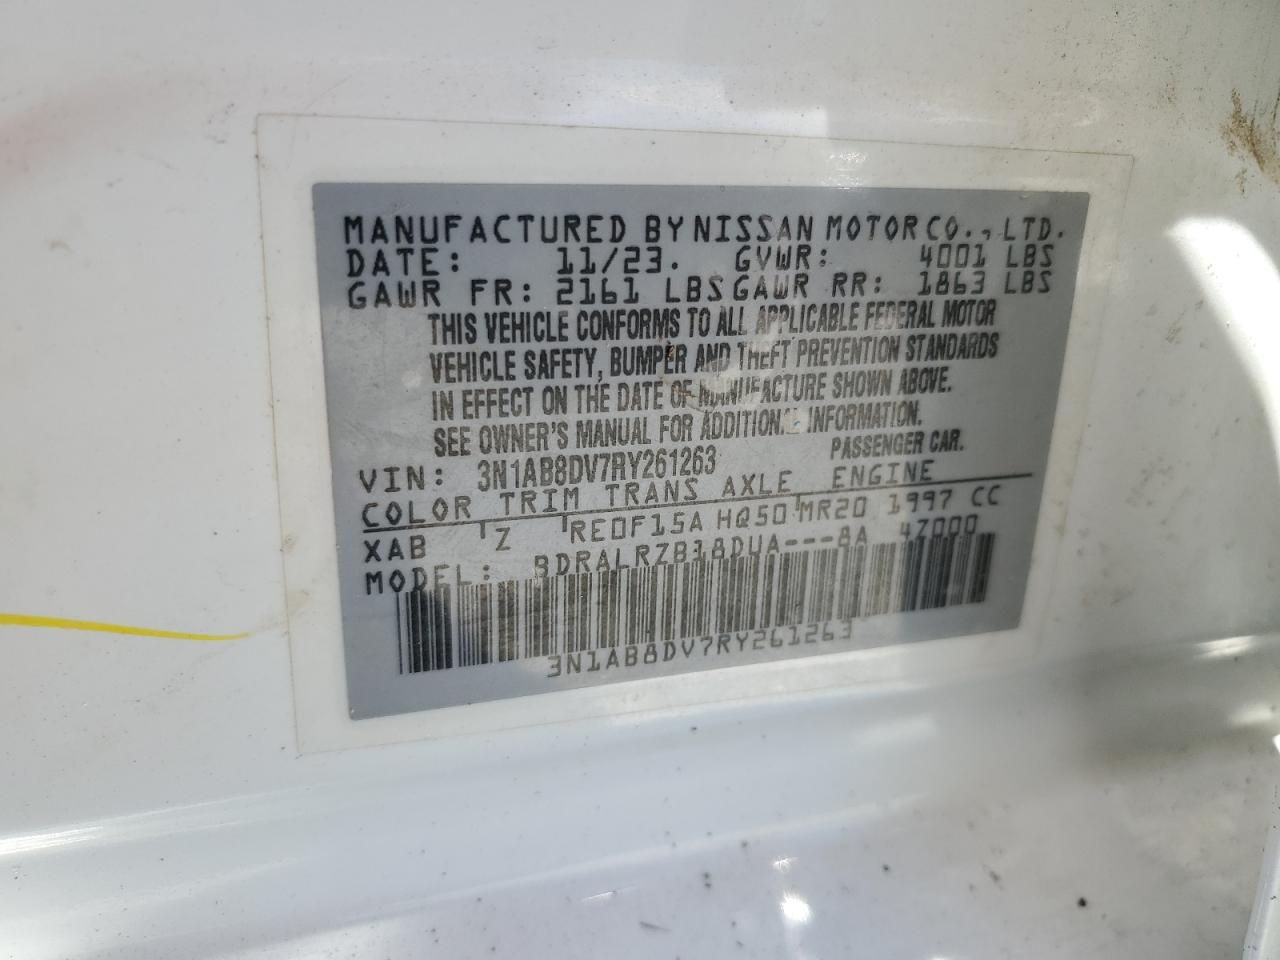 MANUFACTURED BY NISSAN MOTOR CO., LTD.
DATE: 11/23. GVWR: 4001 LBS
GAWR FR: 2161 LBS GAWR RR: 1863 LBS
THIS VEHICLE CONFORMS TO ALL APPLICABLE FEDERAL MOTOR
VEHICLE SAFETY, BUMPER AND THEFT PREVENTION STANDARDS
IN EFFECT ON THE DATE OF MANUFACTURE SHOWN ABOVE.
SEE OWNER'S MANUAL FOR ADDITIONAL INFORMATION.
VIN: 3N1AB8DV7RY261263 PASSENGER CAR.
COLOR TRIM TRANS AXLE ENGINE
XAB Z RE0F15A HQ50 MR20 1997 CC
MODEL: BDRALRZB18DUA---8A 4Z000
3N1AB8DV7RY261263